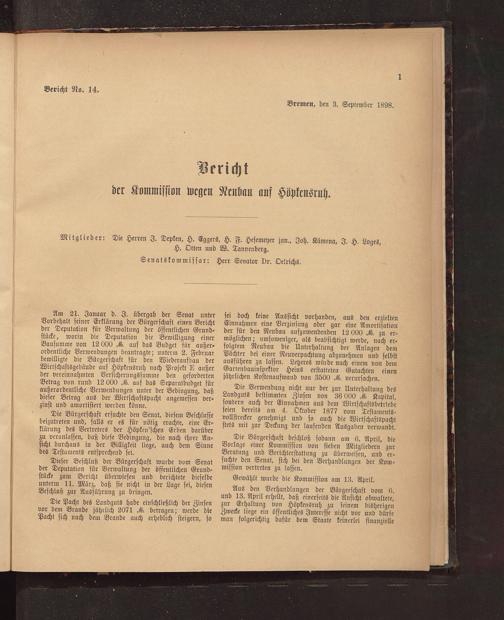 1
Bericht No. 14.
Bremen, den 3. September 1898.
Bericht
der Kommission wegen Neubau auf Höpkensruh.
Mitglieder: Die Herren J. Depken, H. Eggers, H. F. Hesemeyer jun., Joh. Kümena, J. H. Loges,
H. Otten und W. Tannenberg.
Senatskommissar: Herr Senator Dr. Oelrichs.
Am 21. Januar d. J. übergab der Senat unter
Vorbehalt seiner Erklärung der Bürgerschaft einen Bericht
der Deputation für Verwaltung der öffentlichen Grund-
stücke, worin die Deputation die Bewilligung einer
Bausumme von 12 000 ℳ auf das Budget für außer-
ordentliche Verwendungen beantragte; unterm 2. Februar
bewilligte die Bürgerschaft für den Wiederaufbau der
Wirtschaftsgebäude auf Höpkensruh nach Projekt E außer
der vereinnahmten Versicherungssumme den geforderten
Betrag von rund 12 000 ℳ auf das Separatbudget für
außerordentliche Verwendungen unter der Bedingung, daß
dieser Betrag aus der Wirtschaftspacht angemessen ver-
zinst und amortisiert werden könne.
Die Bürgerschaft ersuchte den Senat, diesem Beschlusse
beizutreten und, falls er es für nötig erachte, eine Er-
klärung des Vertreters der Höpken'schen Erben darüber
zu veranlassen, daß diese Bedingung, die nach ihrer An-
sicht durchaus in der Billigkeit liege, auch dem Sinne
des Testaments entsprechend sei.
Dieser Beschluß der Bürgerschaft wurde vom Senat
der Deputation für Verwaltung der öffentlichen Grund-
stücke zum Bericht überwiesen und berichtete dieselbe
unterm 11. März, daß sie nicht in der Lage sei, diesen
Beschluß zur Ausführung zu bringen.
Die Pacht des Landguts habe einschließlich der Zinsen
vor dem Brande jährlich 2071 ℳ betragen; werde die
Pacht sich nach dem Brande auch erheblich steigern, so
sei doch keine Aussicht vorhanden, aus den erzielten
Einnahmen eine Verzinsung oder gar eine Amortisation
der für den Neubau aufzuwendenden 12 000 ℳ zu er-
möglichen; umsoweniger, als beabsichtigt werde, nach er-
folgtem Neubau die Unterhaltung der Anlagen dem
Pächter bei einer Neuverpachtung abzunehmen und selbst
ausführen zu lassen. Letzteres würde nach einem von dem
Gartenbauinspektor Heins erstatteten Gutachten einen
jährlichen Kostenaufwand von 3500 ℳ verursachen.
Die Verwendung nicht nur der zur Unterhaltung des
Landguts bestimmten Zinsen von 36 000 ℳ Kapital,
sondern auch der Einnahmen aus dem Wirtschaftsbetriebe
seien bereits am 4. Oktober 1877 vom Testaments-
vollstrecker genehmigt und so auch die Wirtschaftspacht
stets mit zur Deckung der laufenden Ausgaben verwandt.
Die Bürgerschaft beschloß sodann am 6. April, die
Vorlage einer Kommission von sieben Mitgliedern zur
Beratung und Berichterstattung zu überweisen, und er-
suchte den Senat, sich bei den Verhandlungen der Kom-
mission vertreten zu lassen.
Gewählt wurde die Kommission am 13. April.
Aus den Verhandlungen der Bürgerschaft vom 6.
und 13. April erhellt, daß einerseits die Ansicht obwaltete,
zur Erhaltung von Höpkensruh zu seinem bisherigen
Zwecke liege ein öffentliches Interesse nicht vor und dürfe
man folgerichtig dafür dem Staate keinerlei finanzielle